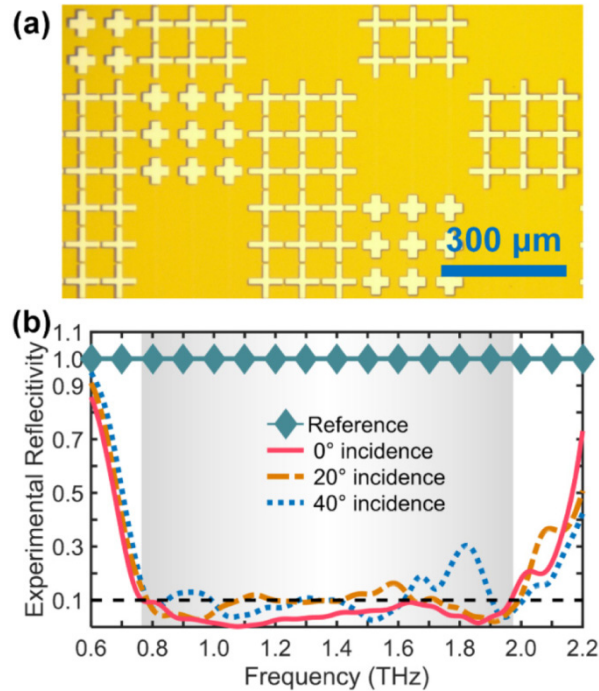 (a)
300 μm
(b)
1.1
1.0
0.9
0.7
0.5
0.3
0.1
Experimental Reflecitivity
Reference
0° incidence
20° incidence
40° incidence
0.6 0.8 1.0 1.2 1.4 1.6 1.8 2.0 2.2
Frequency (THz)